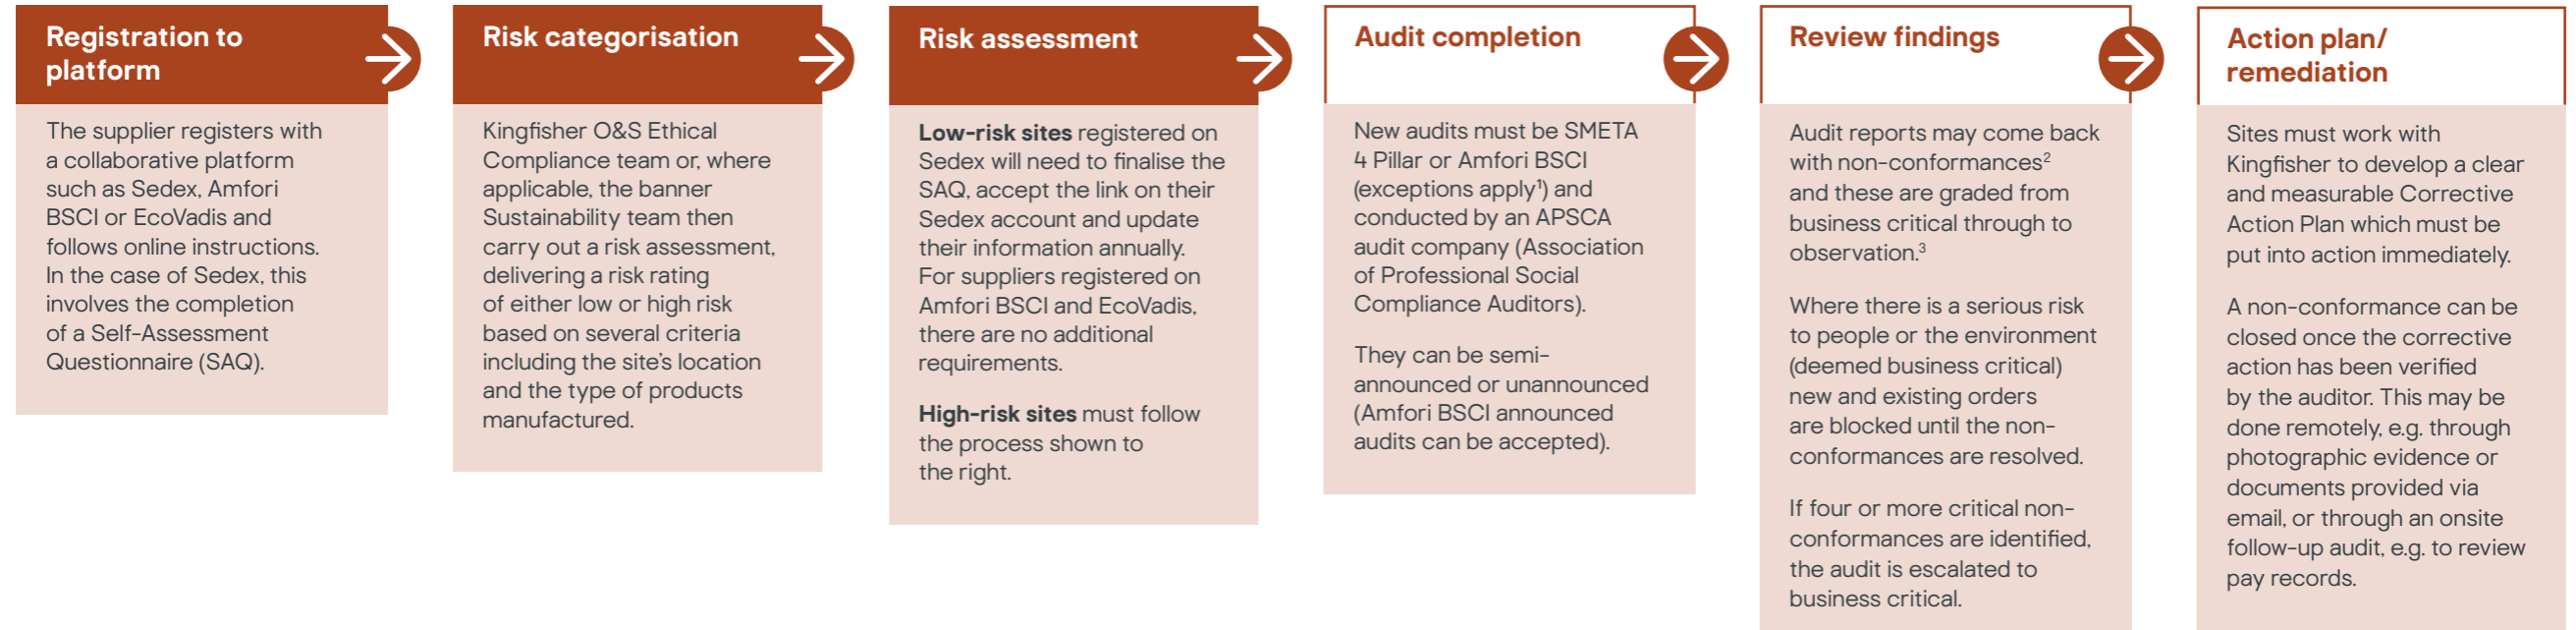 Registration to
platform
The supplier registers with
a collaborative platform
such as Sedex, Amfori
BSCI or EcoVadis and
follows online instructions.
In the case of Sedex, this
involves the completion
of a Self-Assessment
Questionnaire (SAQ).
Risk categorisation
Kingfisher O&S Ethical
Compliance team or, where
applicable, the banner
Sustainability team then
carry out a risk assessment,
delivering a risk rating
of either low or high risk
based on several criteria
including the site's location
and the type of products
manufactured.
Risk assessment
Low-risk sites registered on
Sedex will need to finalise the
SAQ, accept the link on their
Sedex account and update
their information annually.
For suppliers registered on
Amfori BSCI and EcoVadis,
there are no additional
requirements.
High-risk sites must follow
the process shown to
the right.
Audit completion
New audits must be SMETA
4 Pillar or Amfori BSCI
(exceptions apply¹) and
conducted by an APSCA
audit company (Association
of Professional Social
Compliance Auditors).
They can be semi-
announced or unannounced
(Amfori BSCI announced
audits can be accepted).
Review findings
Audit reports may come back
with non-conformances²
and these are graded from
business critical through to
observation.³
Where there is a serious risk
to people or the environment
(deemed business critical)
new and existing orders
are blocked until the non-
conformances are resolved.
If four or more critical non-
conformances are identified,
the audit is escalated to
business critical.
Action plan/
remediation
Sites must work with
Kingfisher to develop a clear
and measurable Corrective
Action Plan which must be
put into action immediately.
A non-conformance can be
closed once the corrective
action has been verified
by the auditor. This may be
done remotely, e.g. through
photographic evidence or
documents provided via
email, or through an onsite
follow-up audit, e.g. to review
pay records.